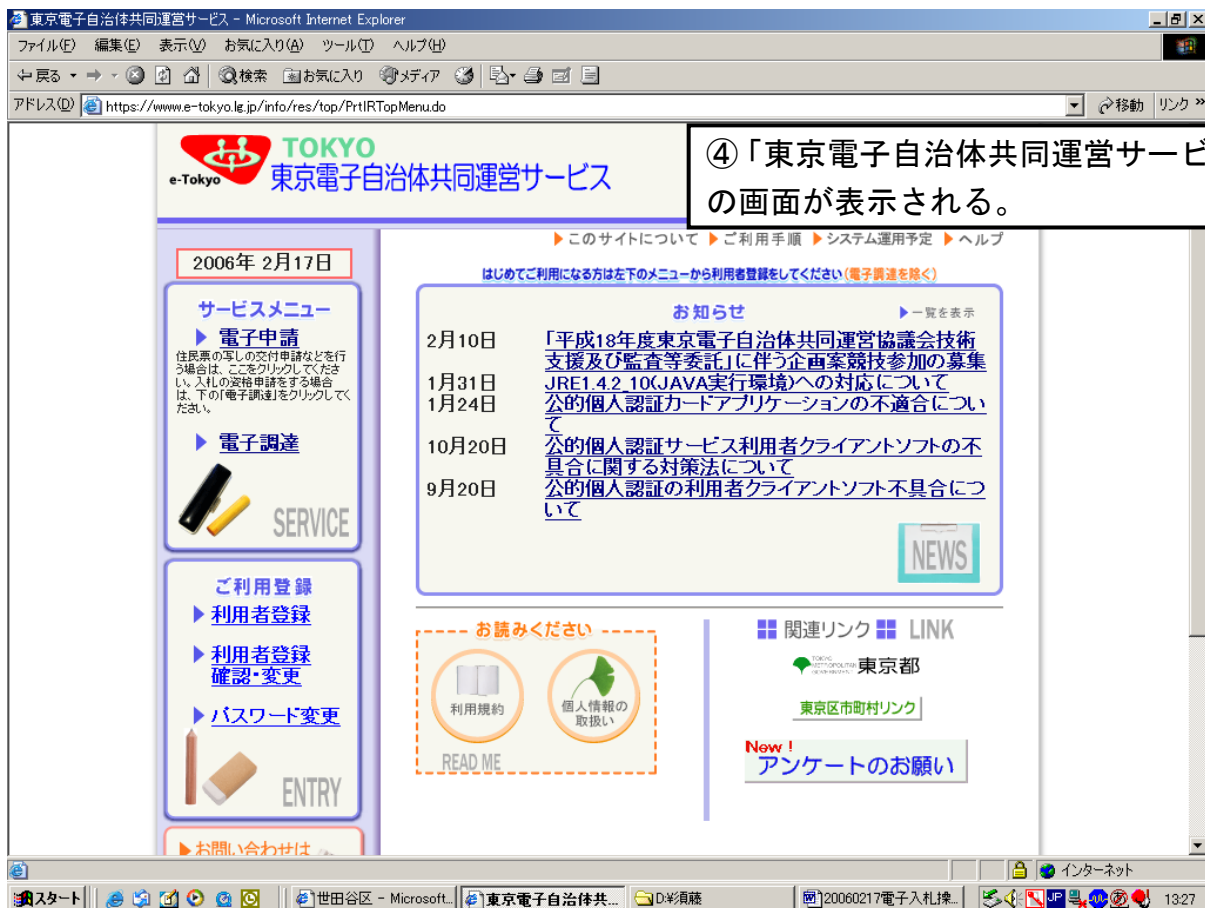 東京電子自治体共同運営サービス - Microsoft Internet Explorer
ファイル(F) 編集(E) 表示(V) お気に入り(A) ツール(T) ヘルプ(H)
戻る 検索 お気に入り メディア
アドレス(D) https://www.e-tokyo.lg.jp/info/res/top/PrtIRTopMenu.do 移動 リンク »
④「東京電子自治体共同運営サービ
の画面が表示される。
e-Tokyo
TOKYO
東京電子自治体共同運営サービス
このサイトについて ご利用手順 システム運用予定 ヘルプ
2006年 2月17日
はじめてご利用になる方は左下のメニューから利用者登録をしてください(電子調達を除く)
サービスメニュー
電子申請
住民票の写しの交付申請などを行
う場合は、ここをクリックしてくださ
い。入札の資格申請をする場合
は、下の「電子調達」をクリックしてく
ださい。
電子調達
SERVICE
お知らせ
一覧を表示
2月10日 「平成18年度東京電子自治体共同運営協議会技術
支援及び監査等委託」に伴う企画案競技参加の募集
1月31日 JRE1.4.2_10(JAVA実行環境)への対応について
1月24日 公的個人認証カードアプリケーションの不適合につい
て
10月20日 公的個人認証サービス利用者クライアントソフトの不
具合に関する対策法について
9月20日 公的個人認証の利用者クライアントソフト不具合につ
いて
NEWS
ご利用登録
利用者登録
利用者登録
確認・変更
パスワード変更
ENTRY
お問い合わせは
お読みください
利用規約
個人情報の
取扱い
READ ME
関連リンク LINK
TOKYO
METROPOLITAN
GOVERNMENT
東京都
東京区市町村リンク
New !
アンケートのお願い
インターネット
スタート 世田谷区 - Microsoft... 東京電子自治体共... D:¥須藤 20060217電子入札操... JP 13:27